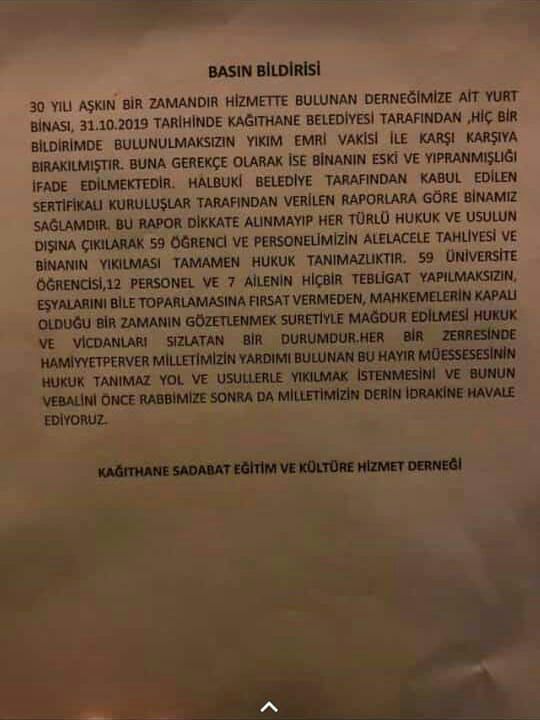 BASIN BİLDİRİSİ
30 YILI AŞKIN BİR ZAMANDIR HİZMETTE BULUNAN DERNEĞİMİZE AİT YURT
BİNASI, 31.10.2019 TARİHİNDE KAĞITHANE BELEDİYESİ TARAFINDAN ,HİÇ BİR
BİLDİRİMDE BULUNULMAKSIZIN YIKIM EMRİ VAKİSİ İLE KARŞI KARŞIYA
BIRAKILMIŞTIR. BUNA GEREKÇE OLARAK İSE BİNANIN ESKİ VE YIPRANMIŞLIĞI
İFADE EDİLMEKTEDİR. HALBUKİ BELEDİYE TARAFINDAN KABUL EDİLEN
SERTİFİKALI KURULUŞLAR TARAFINDAN VERİLEN RAPORLARA GÖRE BİNAMIZ
SAĞLAMDIR. BU RAPOR DİKKATE ALINMAYIP HER TÜRLÜ HUKUK VE USULUN
DIŞINA ÇIKILARAK 59 ÖĞRENCİ VE PERSONELİMİZİN ALELACELE TAHLİYESİ VE
BİNANIN YIKILMASI TAMAMEN HUKUK TANIMAZLIKTIR. 59 ÜNİVERSİTE
ÖĞRENCİSİ,12 PERSONEL VE 7 AİLENİN HİÇBİR TEBLİGAT YAPILMAKSIZIN,
EŞYALARINI BİLE TOPARLAMASINA FIRSAT VERMEDEN, MAHKEMELERİN KAPALI
OLDUĞU BİR ZAMANIN GÖZETLENMEK SURETİYLE MAĞDUR EDİLMESİ HUKUK
VE VİCDANLARI SIZLATAN BİR DURUMDUR.HER BİR ZERRESİNDE
HAMİYYETPERVER MİLLETİMİZİN YARDIMI BULUNAN BU HAYIR MÜESSESESİNİN
HUKUK TANIMAZ YOL VE USULLERLE YIKILMAK İSTENMESİNİ VE BUNUN
VEBALİNİ ÖNCE RABBİMİZE SONRA DA MİLLETİMİZİN DERİN İDRAKİNE HAVALE
EDİYORUZ.
KAĞITHANE SADABAT EĞİTİM VE KÜLTÜRE HİZMET DERNEĞİ